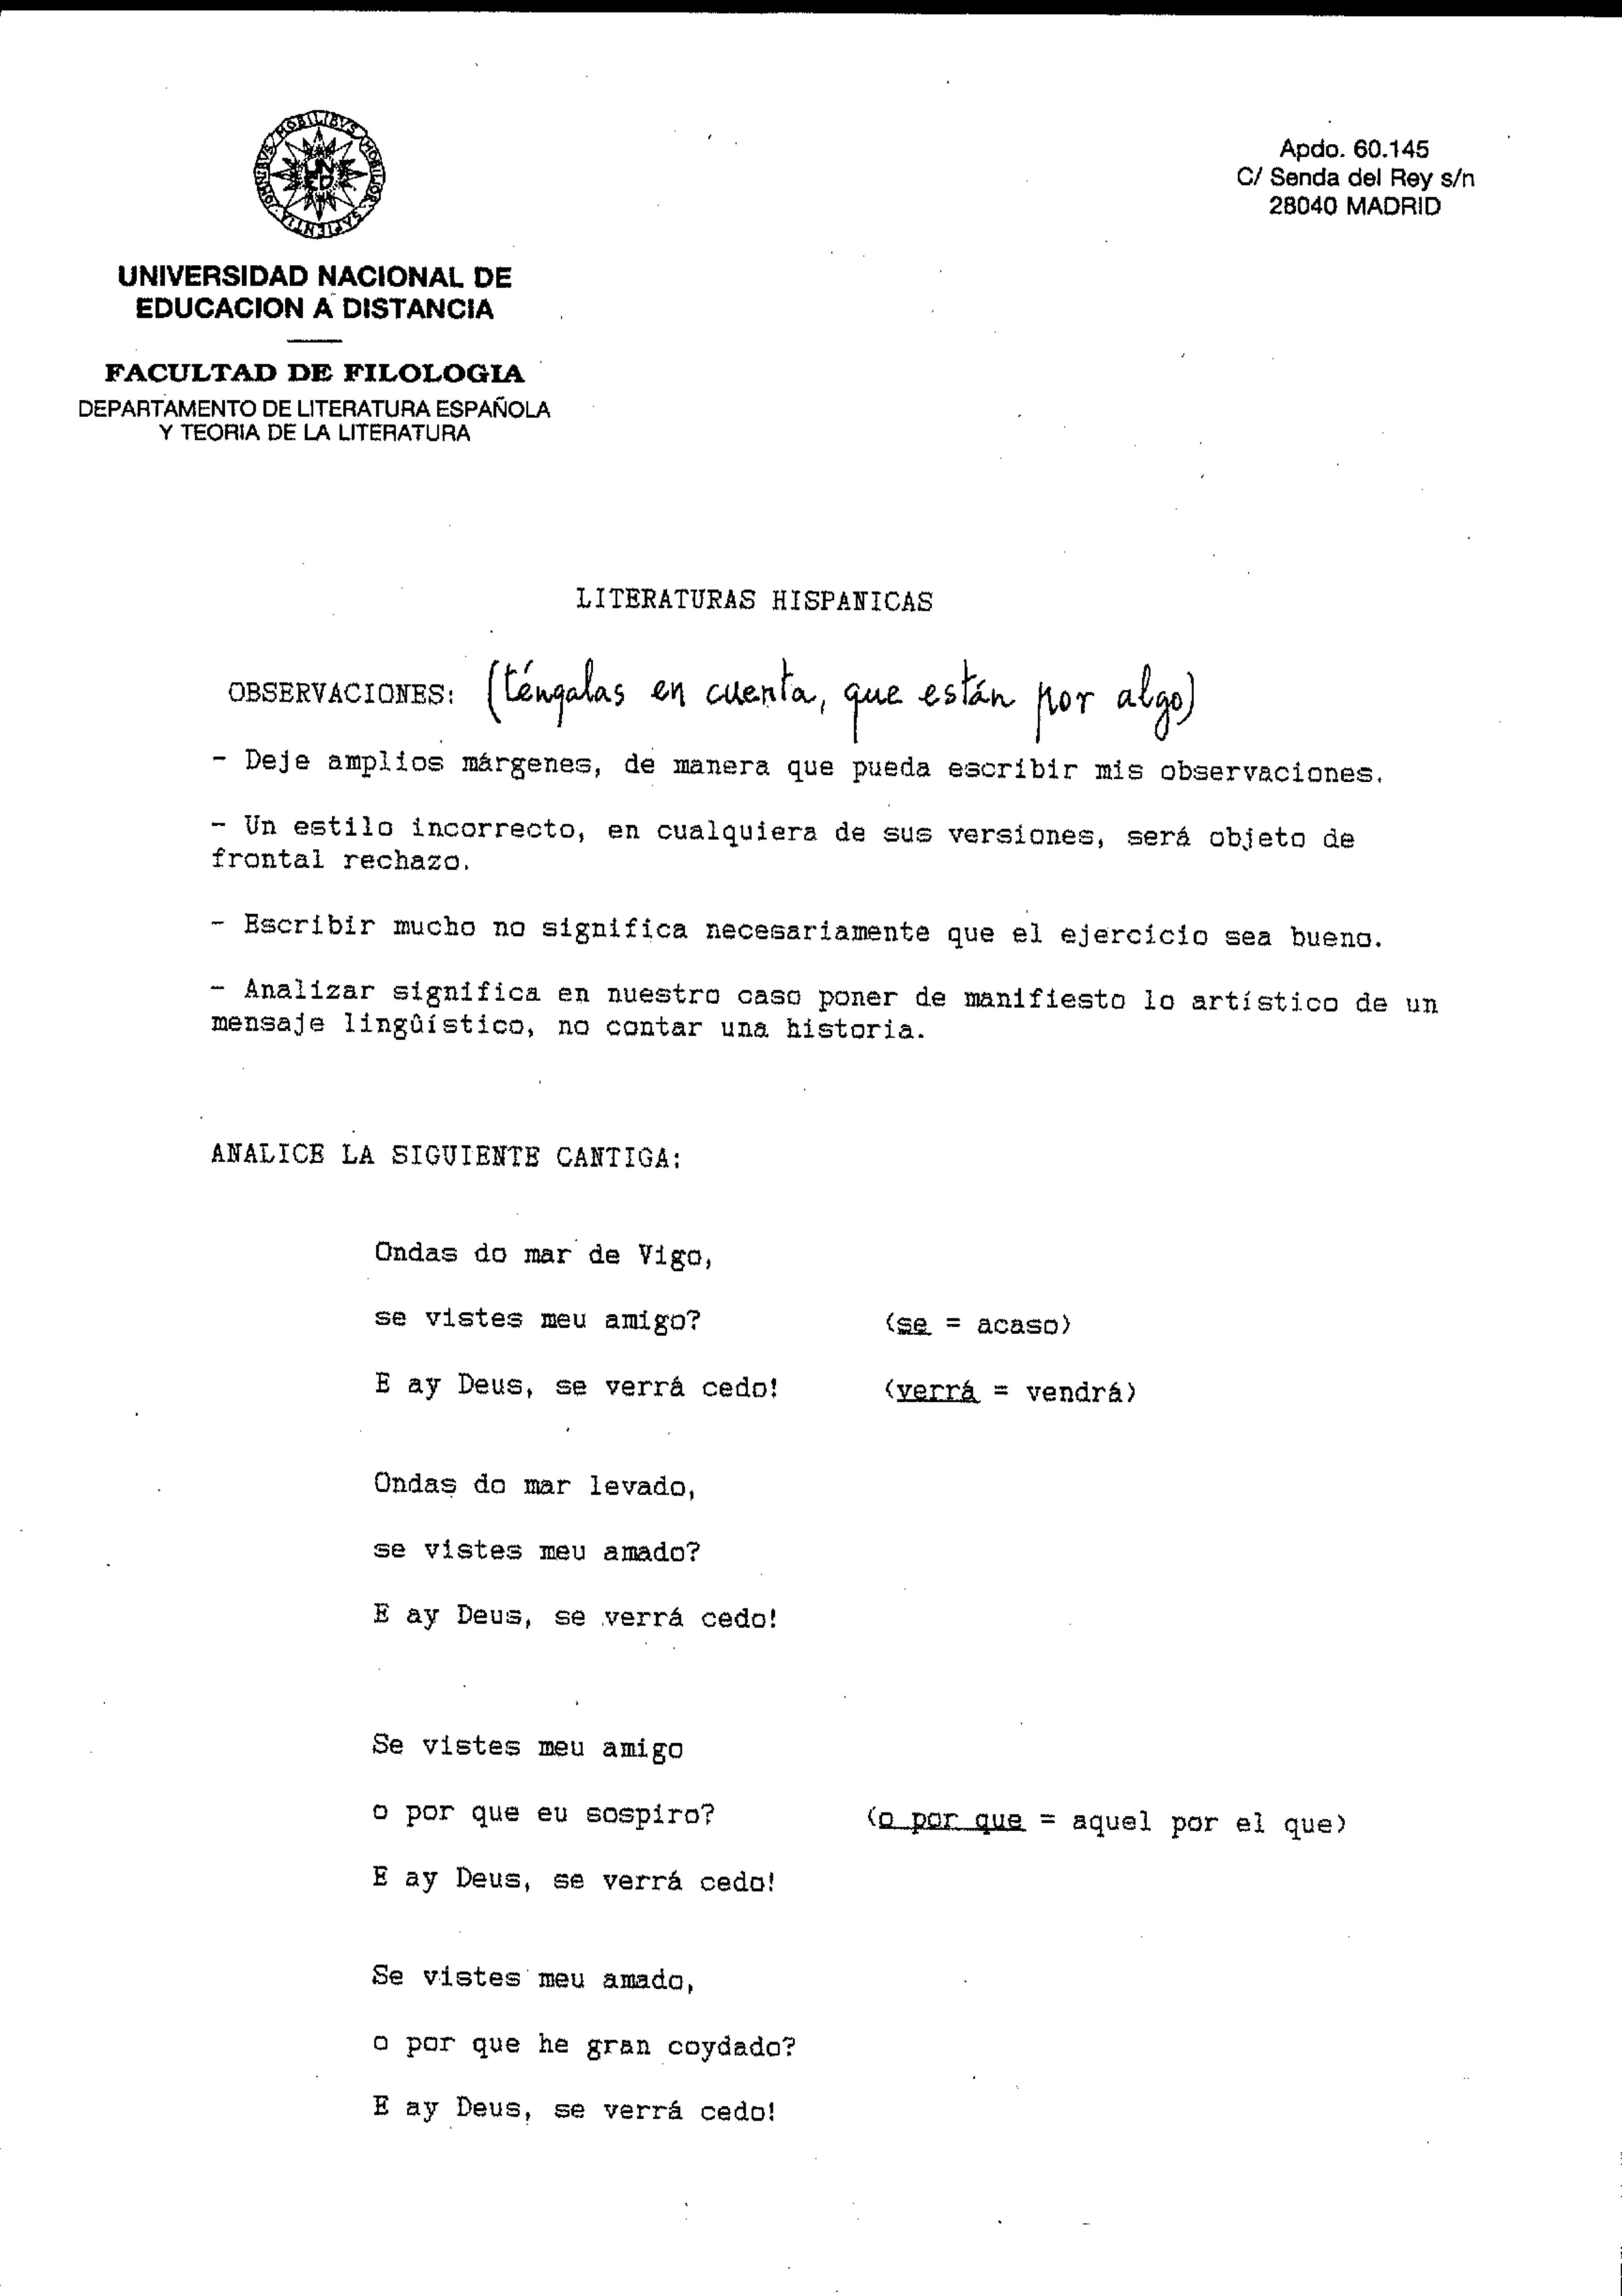 OMNIBVS MOBILIBVS MOBILIOR SAPIENTIA
UNED
Apdo. 60.145
C/ Senda del Rey s/n
28040 MADRID
UNIVERSIDAD NACIONAL DE
EDUCACION A DISTANCIA
FACULTAD DE FILOLOGIA
DEPARTAMENTO DE LITERATURA ESPAÑOLA
Y TEORIA DE LA LITERATURA
LITERATURAS HISPANICAS
OBSERVACIONES: (téngalas en cuenta, que están por algo)
- Deje amplios márgenes, de manera que pueda escribir mis observaciones.
- Un estilo incorrecto, en cualquiera de sus versiones, será objeto de
frontal rechazo.
- Escribir mucho no significa necesariamente que el ejercicio sea bueno.
- Analizar significa en nuestro caso poner de manifiesto lo artístico de un
mensaje lingûístico, no contar una historia.
ANALICE LA SIGUIENTE CANTIGA:
Ondas do mar de Vigo,
se vistes meu amigo? (se = acaso)
E ay Deus, se verrá cedo! (verrá = vendrá)
Ondas do mar levado,
se vistes meu amado?
E ay Deus, se verrá cedo!
Se vistes meu amigo
o por que eu sospiro? (o por que = aquel por el que)
E ay Deus, se verrá cedo!
Se vistes meu amado,
o por que he gran coydado?
E ay Deus, se verrá cedo!